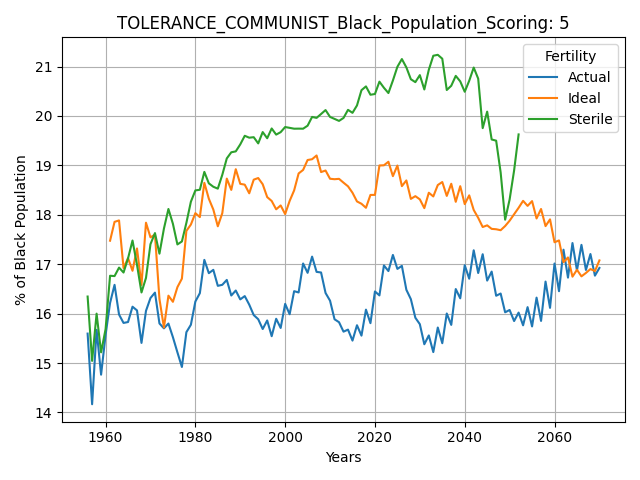 TOLERANCE_COMMUNIST_Black_Population_Scoring: 5
% of Black Population
21
20
19
18
17
16
15
14
Fertility
Actual
Ideal
Sterile
1960 1980 2000 2020 2040 2060
Years